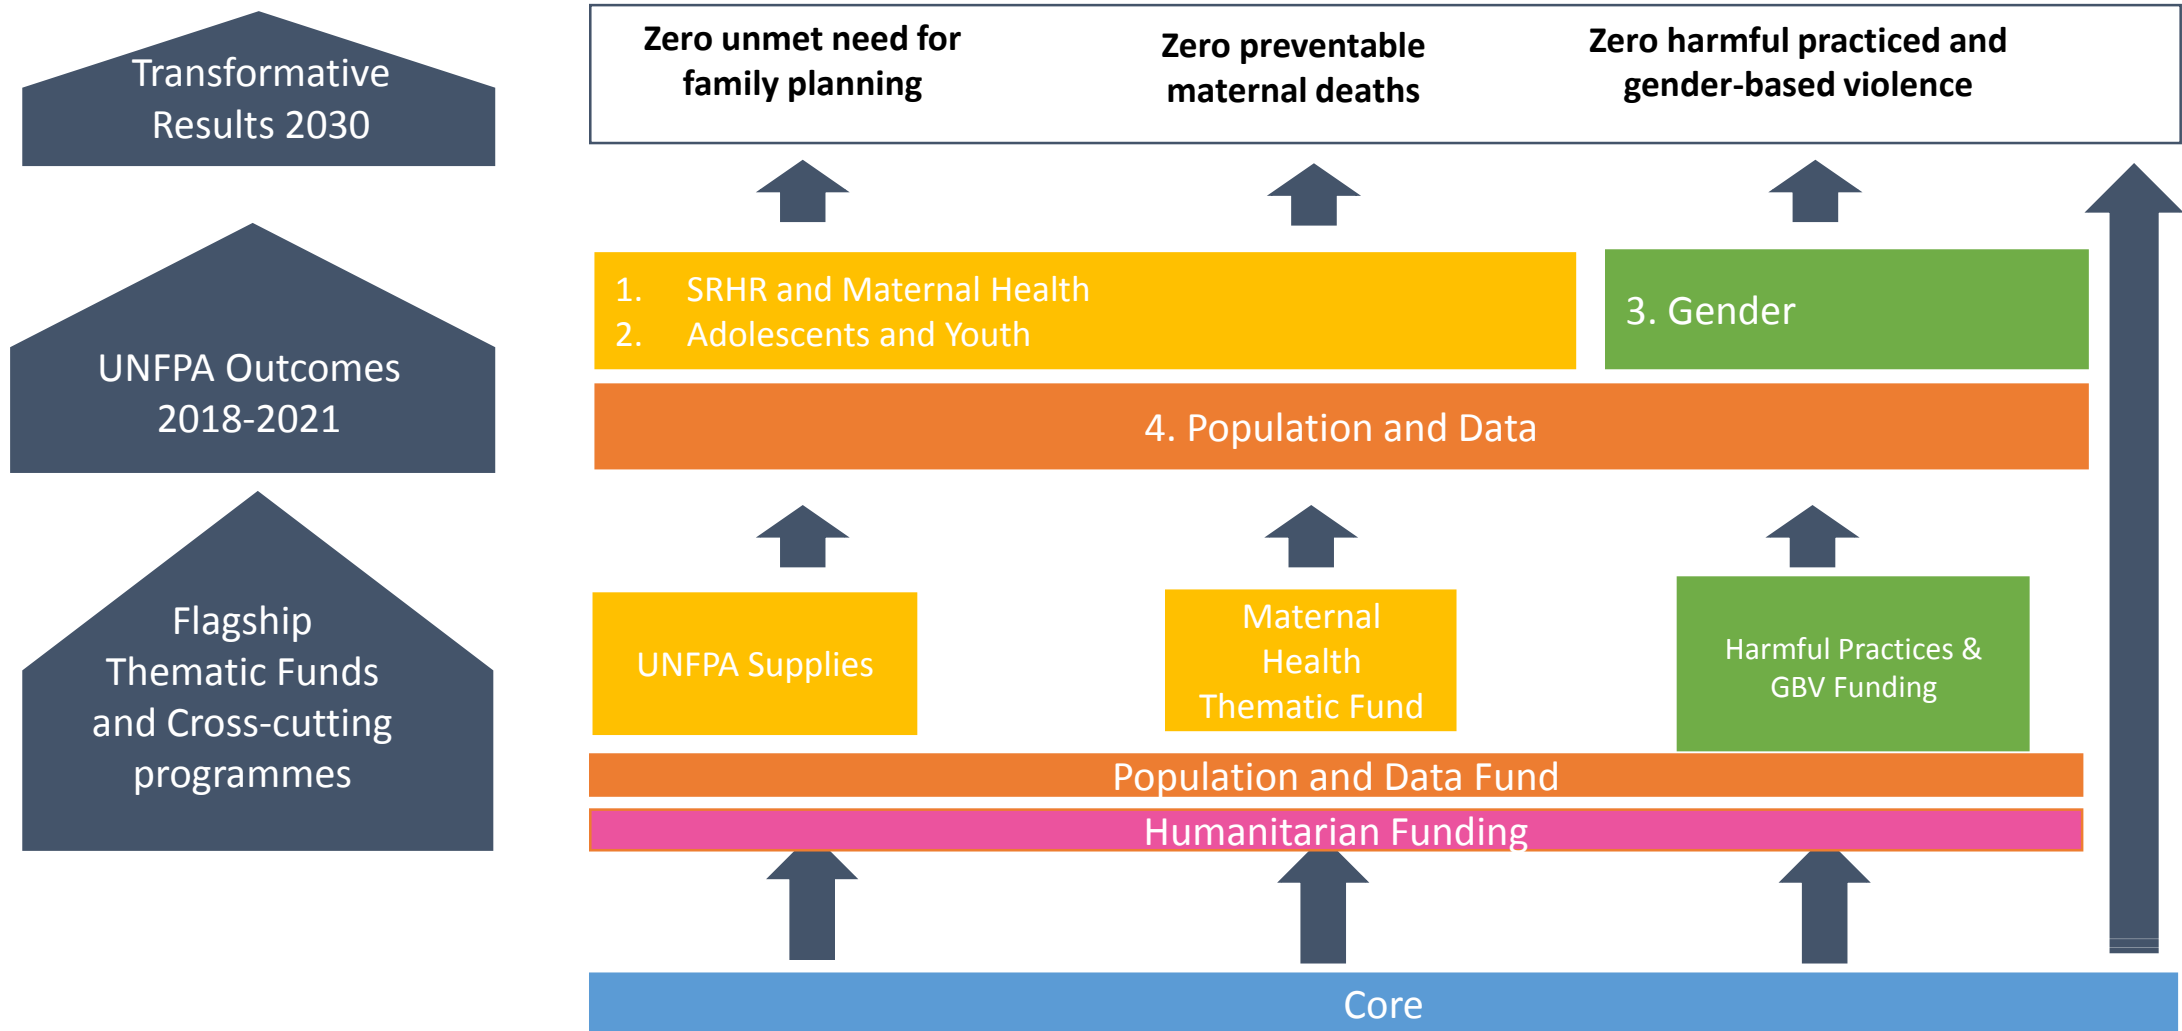 Transformative
Results 2030
Zero unmet need for
family planning
Zero preventable
maternal deaths
Zero harmful practiced and
gender-based violence
UNFPA Outcomes
2018-2021
1. SRHR and Maternal Health
2. Adolescents and Youth
3. Gender
4. Population and Data
Flagship
Thematic Funds
and Cross-cutting
programmes
UNFPA Supplies
Maternal
Health
Thematic Fund
Harmful Practices &
GBV Funding
Population and Data Fund
Humanitarian Funding
Core